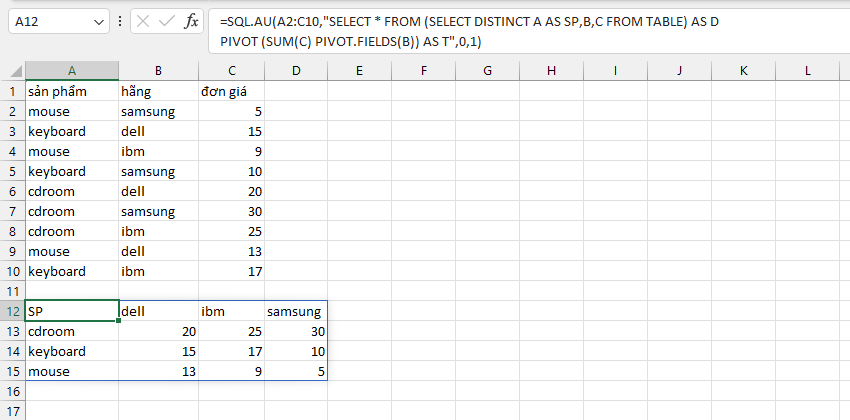 A12
fx
=SQL.AU(A2:C10,"SELECT * FROM (SELECT DISTINCT A AS SP,B,C FROM TABLE) AS D
PIVOT (SUM(C) PIVOT.FIELDS(B)) AS T",0,1)
A B C D E F G H I J K L
1 sản phẩm hãng đơn giá
2 mouse samsung 5
3 keyboard dell 15
4 mouse ibm 9
5 keyboard samsung 10
6 cdroom dell 20
7 cdroom samsung 30
8 cdroom ibm 25
9 mouse dell 13
10 keyboard ibm 17
11
12 SP dell ibm samsung
13 cdroom 20 25 30
14 keyboard 15 17 10
15 mouse 13 9 5
16
17